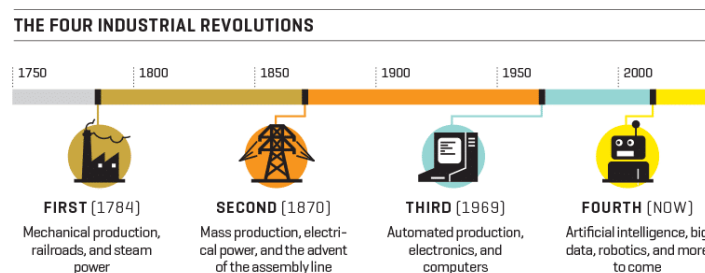 THE FOUR INDUSTRIAL REVOLUTIONS
1750
1800
1850
1900
1950
2000
FIRST (1784)
Mechanical production,
railroads, and steam
power
SECOND (1870)
Mass production, electri-
cal power, and the advent
of the assembly line
THIRD (1969)
Automated production,
electronics, and
computers
FOURTH (NOW)
Artificial intelligence, big
data, robotics, and more
to come